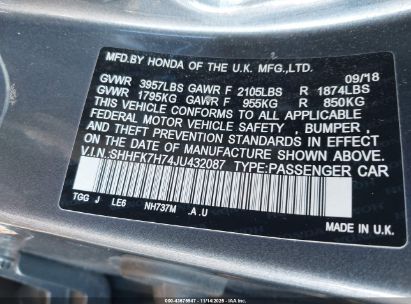 MFD. BY HONDA OF THE U.K. MFG.,LTD.
09/18
GVWR 3957LBS GAWR F 2105LBS R 1874LBS
GVWR 1795KG GAWR F 955KG R 850KG
THIS VEHICLE CONFORMS TO ALL APPLICABLE
FEDERAL MOTOR VEHICLE SAFETY , BUMPER ,
AND THEFT PREVENTION STANDARDS IN EFFECT ON
THE DATE OF MANUFACTURE SHOWN ABOVE.
V.I.N.:SHHFK7H74JU432087 TYPE:PASSENGER CAR
TGG J LE6 NH737M .A.U
MADE IN U.K.